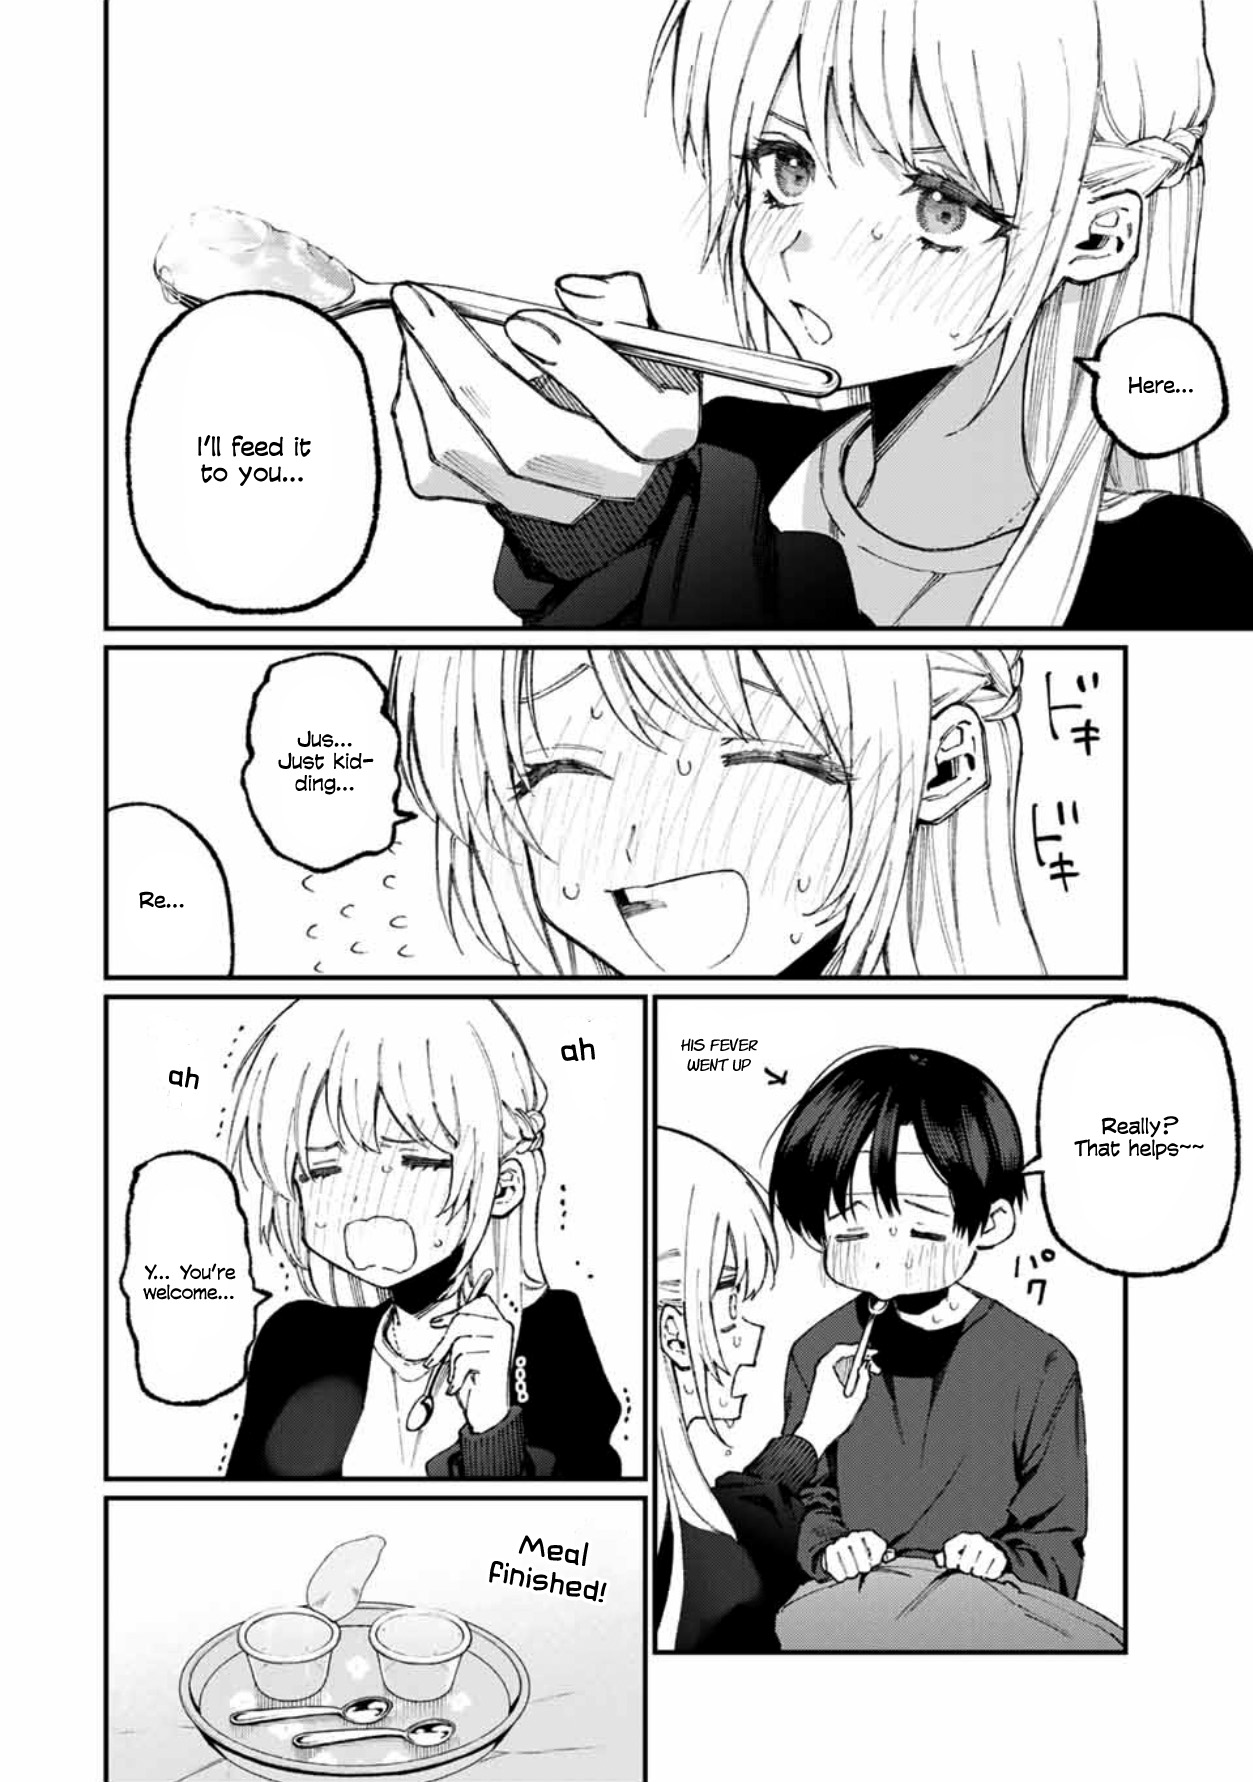 Here...
I'll feed it
to you...
ドキ
ドキ
Jus...
Just kid-
ding...
Re...
Really?
That helps~~
HIS FEVER
WENT UP
パク
ah
ah
Y... You're
welcome...
Meal
finished!